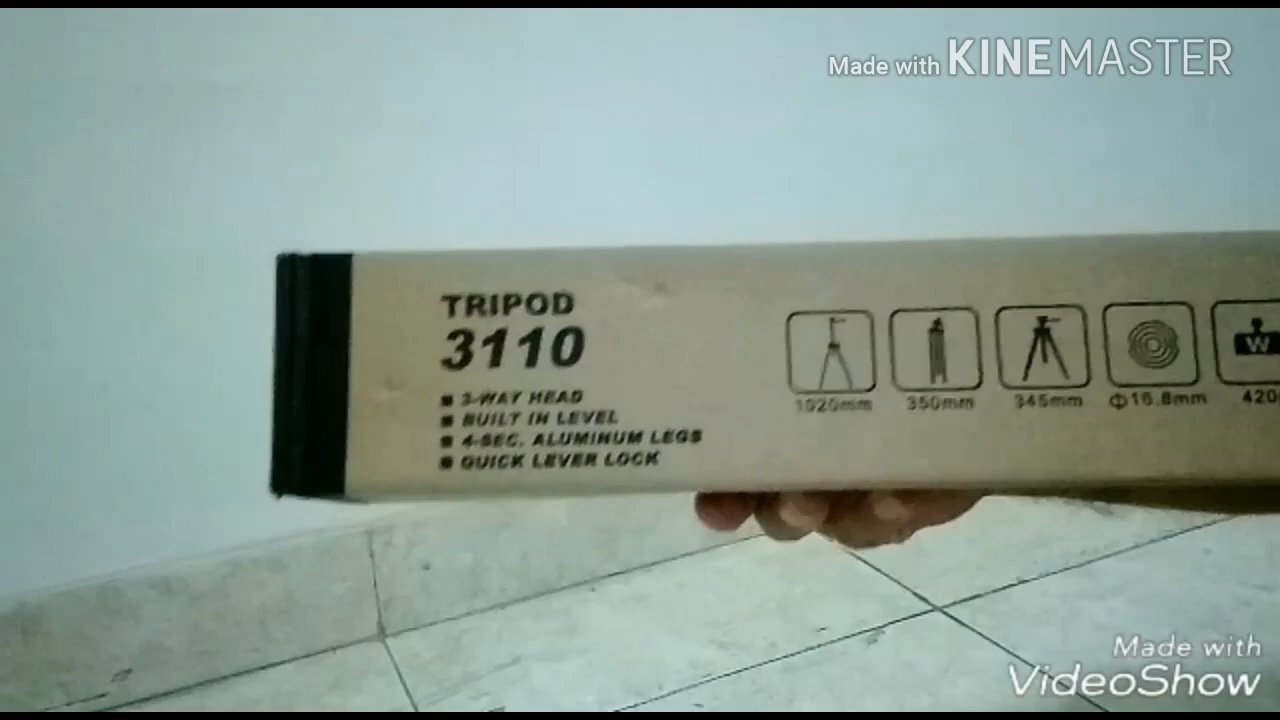 Made with KINEMASTER
TRIPOD
3110
■ 3-WAY HEAD
■ BUILT IN LEVEL
■ 4-SEC. ALUMINUM LEGS
■ QUICK LEVER LOCK
1020mm 350mm 345mm Φ16.8mm 420
W
Made with
VideoShow